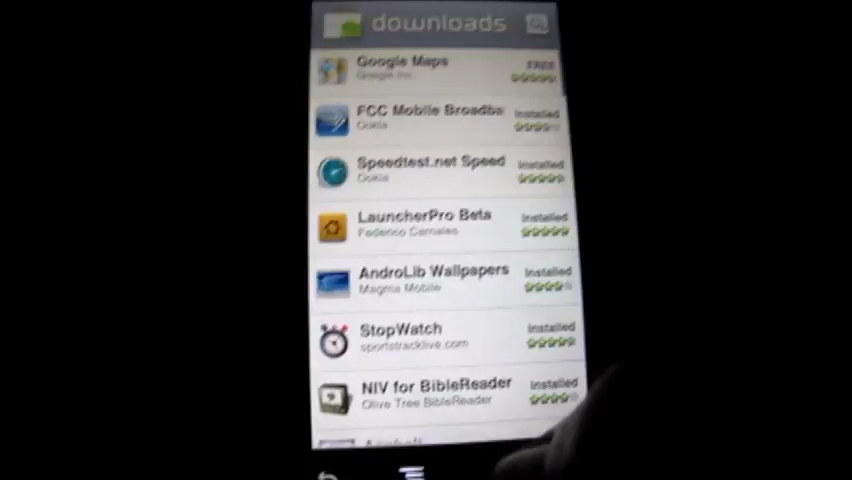 downloads
Google Maps
Google Inc.
FREE
FCC Mobile Broadba
Ookla
Installed
Speedtest.net Speed
Ookla
Installed
LauncherPro Beta
Federico Carnales
Installed
AndroLib Wallpapers
Magma Mobile
Installed
StopWatch
sportstracklive.com
Installed
NIV for BibleReader
Olive Tree BibleReader
Installed